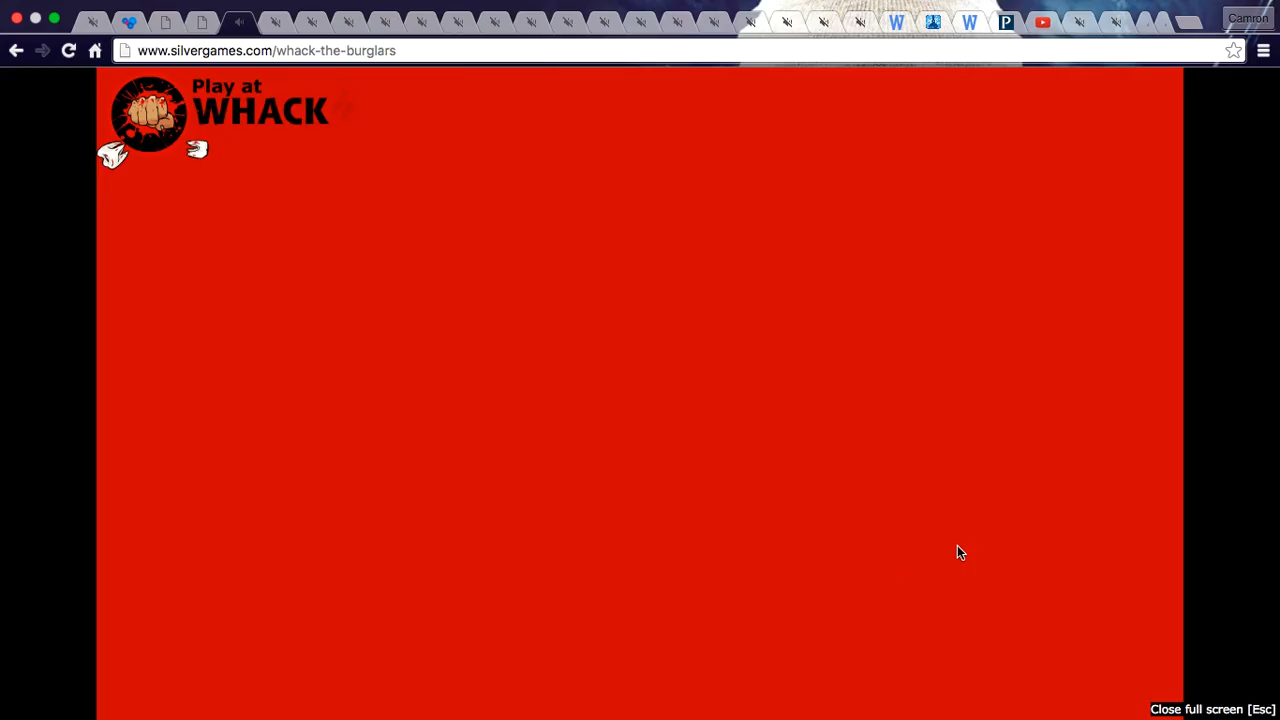 Camron
www.silvergames.com/whack-the-burglars
Play at
WHACK
Close full screen [Esc]